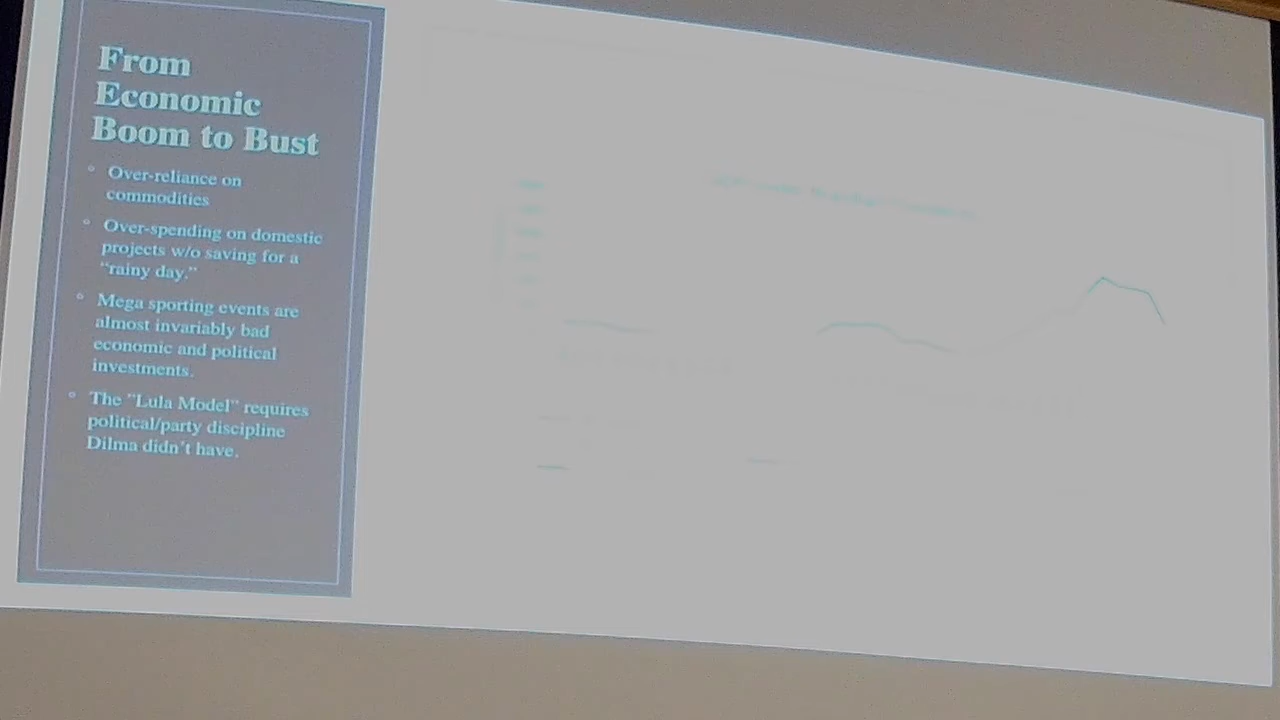 From
Economic
Boom to Bust
Over-reliance on
commodities
Over-spending on domestic
projects w/o saving for a
"rainy day."
Mega sporting events are
almost invariably bad
economic and political
investments.
The "Lula Model" requires
political/party discipline
Dilma didn't have.